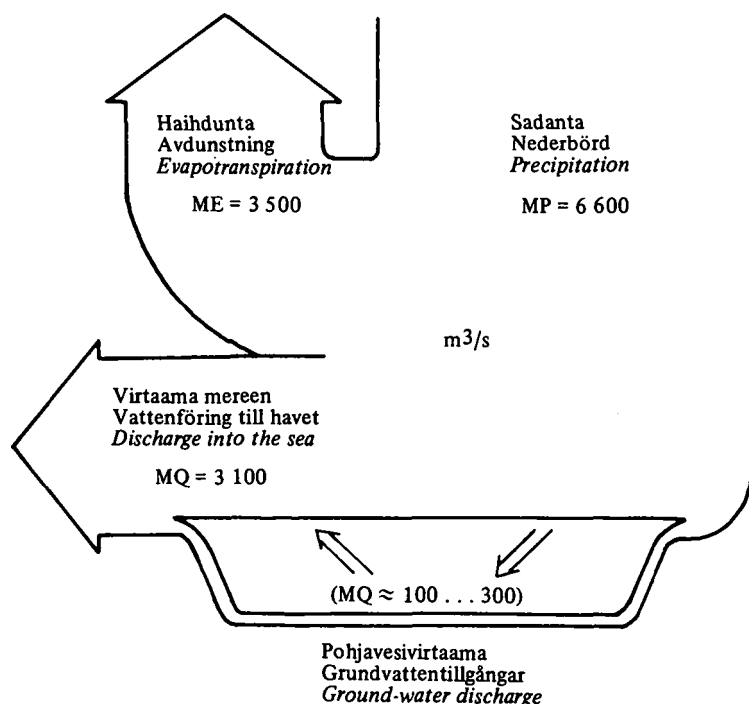 Haihdunta
Avdunstning
Evapotranspiration
ME = 3 500
Sadanta
Nederbörd
Precipitation
MP = 6 600
m³/s
Virtaama mereen
Vattenföring till havet
Discharge into the sea
MQ = 3 100
(MQ ≈ 100 . . . 300)
Pohjavesivirtaama
Grundvattentillgångar
Ground-water discharge